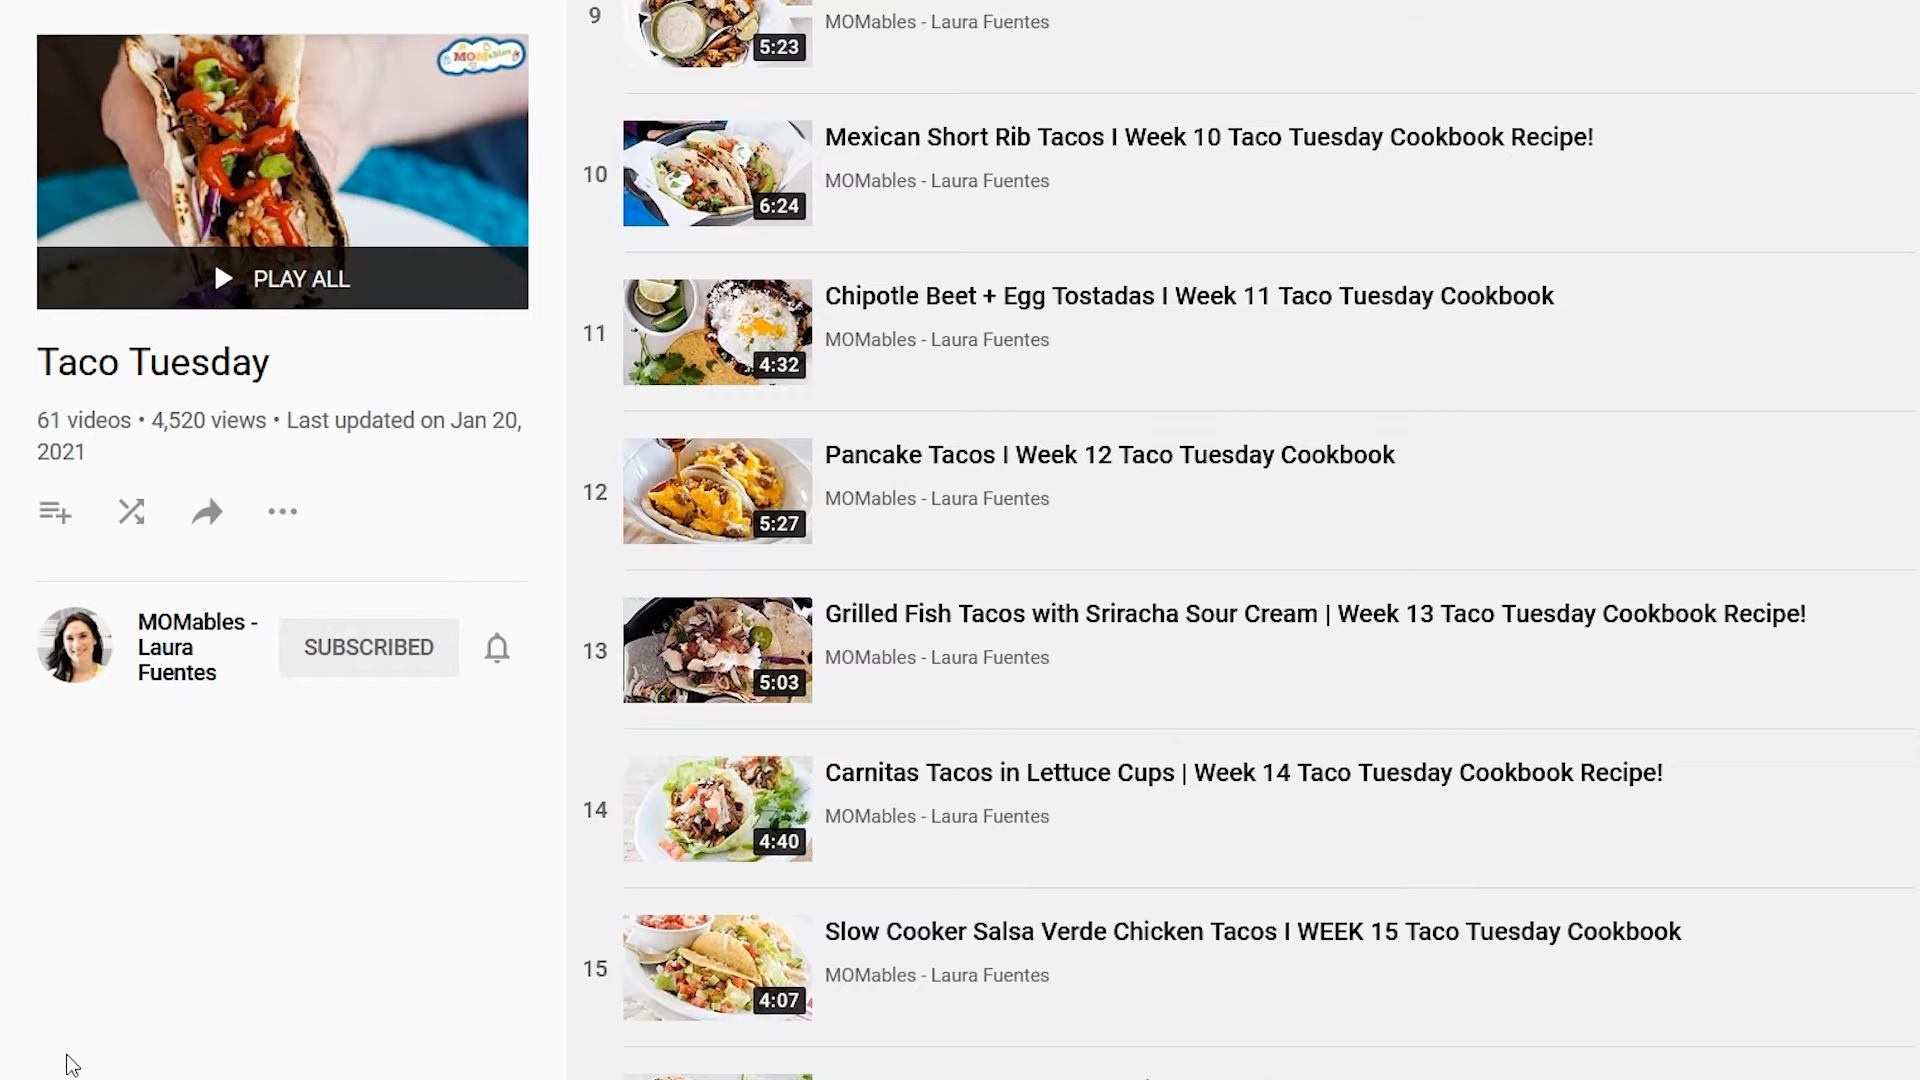 MOMables
PLAY ALL
Taco Tuesday
61 videos • 4,520 views • Last updated on Jan 20,
2021
MOMables -
Laura
Fuentes
SUBSCRIBED
9
5:23
MOMables - Laura Fuentes
10
6:24
Mexican Short Rib Tacos I Week 10 Taco Tuesday Cookbook Recipe!
MOMables - Laura Fuentes
11
4:32
Chipotle Beet + Egg Tostadas I Week 11 Taco Tuesday Cookbook
MOMables - Laura Fuentes
12
5:27
Pancake Tacos I Week 12 Taco Tuesday Cookbook
MOMables - Laura Fuentes
13
5:03
Grilled Fish Tacos with Sriracha Sour Cream | Week 13 Taco Tuesday Cookbook Recipe!
MOMables - Laura Fuentes
14
4:40
Carnitas Tacos in Lettuce Cups | Week 14 Taco Tuesday Cookbook Recipe!
MOMables - Laura Fuentes
15
4:07
Slow Cooker Salsa Verde Chicken Tacos I WEEK 15 Taco Tuesday Cookbook
MOMables - Laura Fuentes